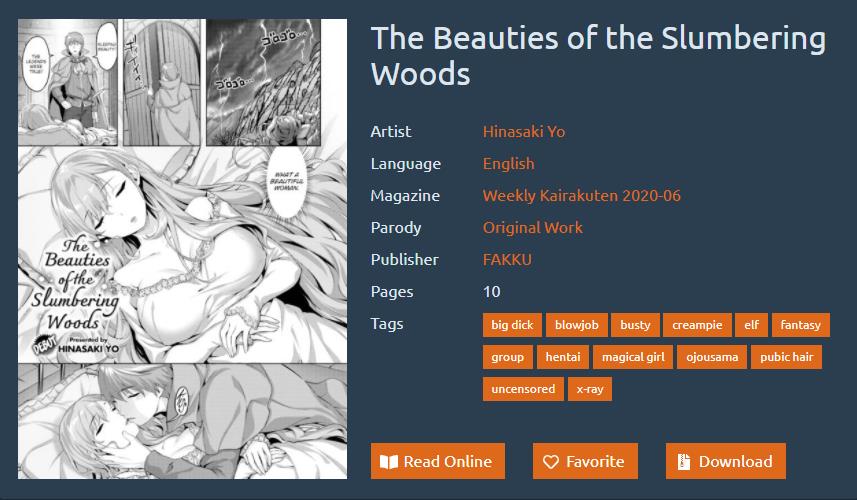 THE
LEGENDS
WERE
TRUE!
SLEEPING
BEAUTY!
WHAT A
BEAUTIFUL
WOMAN.
The
Beauties
of the
Slumbering
Woods
DEBUT
Presented by
HINASAKI YO
The Beauties of the Slumbering
Woods
Artist Hinasaki Yo
Language English
Magazine Weekly Kairakuten 2020-06
Parody Original Work
Publisher FAKKU
Pages 10
Tags big dick blowjob busty creampie elf fantasy
group hentai magical girl ojousama pubic hair
uncensored x-ray
Read Online Favorite Download